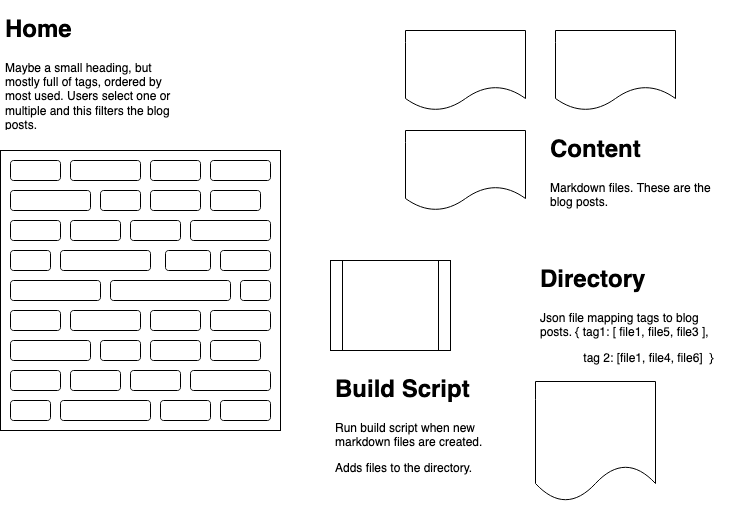 Home
Maybe a small heading, but
mostly full of tags, ordered by
most used. Users select one or
multiple and this filters the blog
posts.
Content
Markdown files. These are the
blog posts.
Directory
Json file mapping tags to blog
posts. { tag1: [ file1, file5, file3 ],
tag 2: [file1, file4, file6]  }
Build Script
Run build script when new
markdown files are created.
Adds files to the directory.